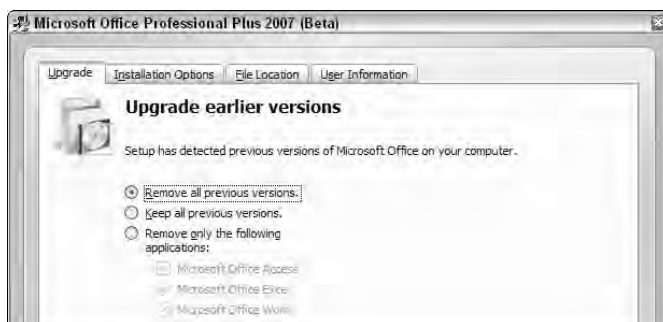 Microsoft Office Professional Plus 2007 (Beta)
Upgrade Installation Options File Location User Information
Upgrade earlier versions
Setup has detected previous versions of Microsoft Office on your computer.
Remove all previous versions.
Keep all previous versions.
Remove only the following
applications:
Microsoft Office Access
Microsoft Office Excel
Microsoft Office Word